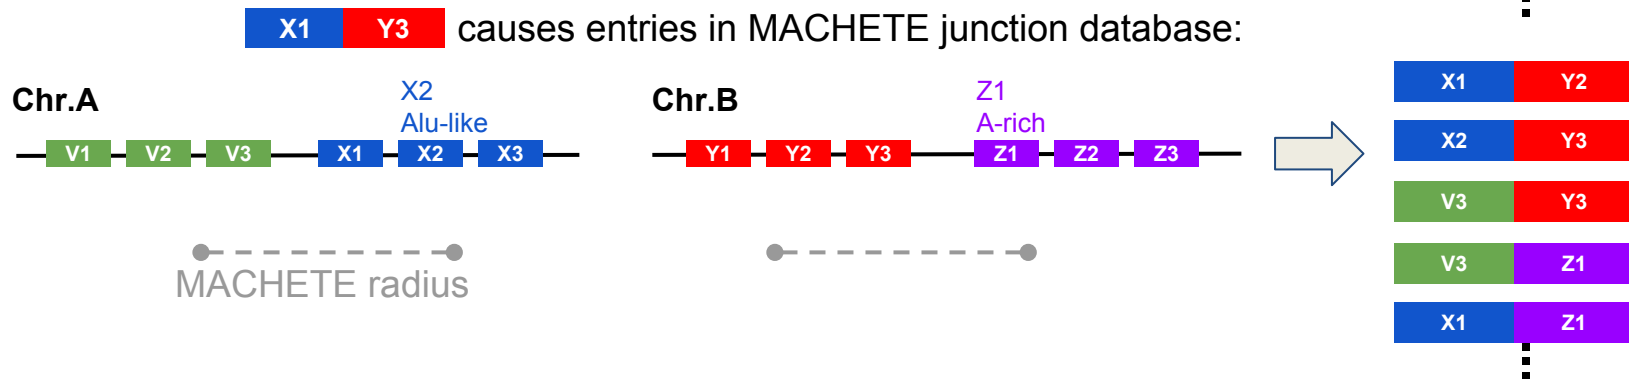 X1 Y3 causes entries in MACHETE junction database:
Chr.A
X2
Alu-like
V1 V2 V3 X1 X2 X3
MACHETE radius
Chr.B
Z1
A-rich
Y1 Y2 Y3 Z1 Z2 Z3
X1 Y2
X2 Y3
V3 Y3
V3 Z1
X1 Z1